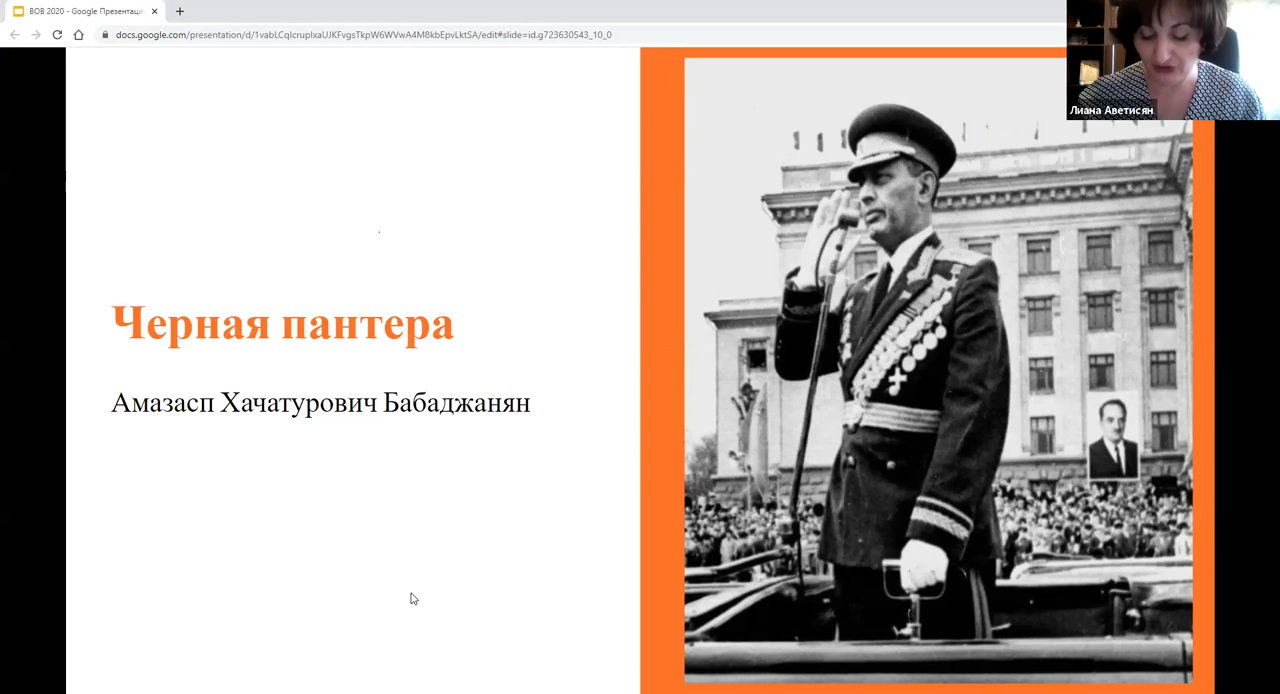 ВОВ 2020 - Google Презентаци
docs.google.com/presentation/d/1vabLCqIcrupIxaUJKFvgsTkpW6WVwA4M8kbEpvLktSA/edit#slide=id.g723630543_10_0
Лиана Аветисян
Черная пантера
Амазасп Хачатурович Бабаджанян